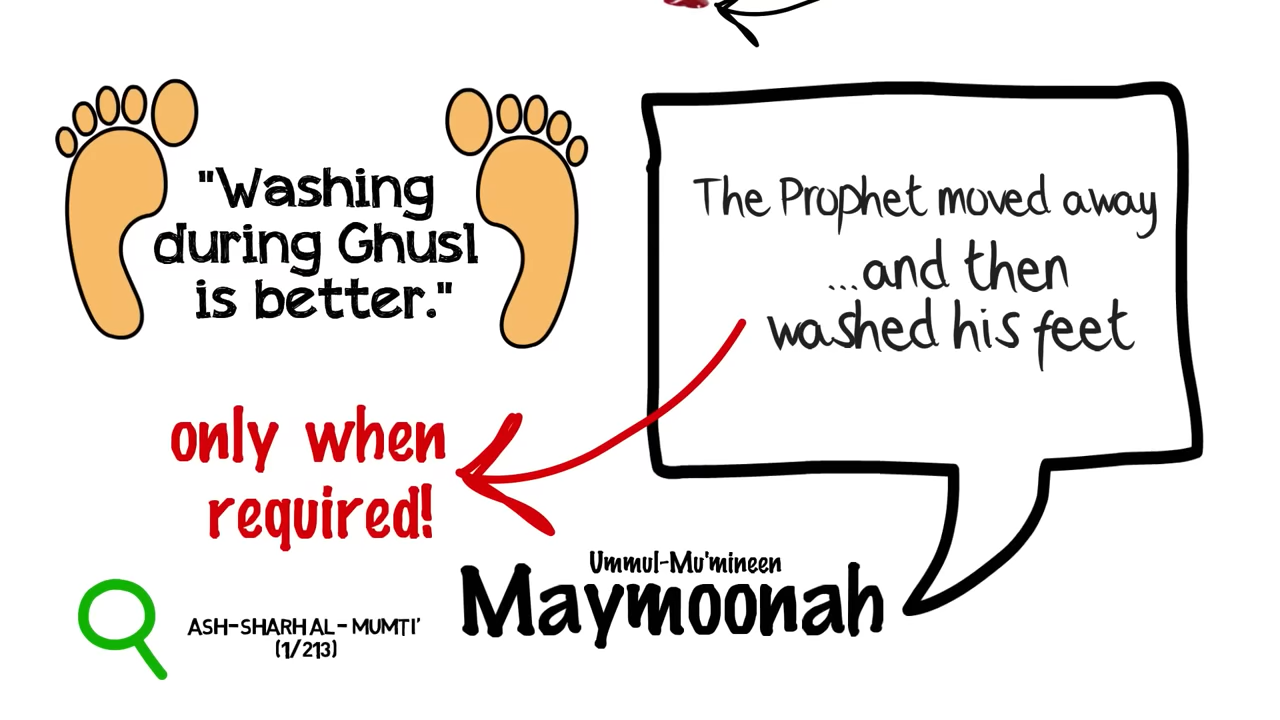 "Washing
during Ghusl
is better."
The Prophet moved away
...and then
washed his feet
only when
required!
Ummul-Mu'mineen
Maymoonah
ASH-SHARH AL-MUMTI'
(1/213)